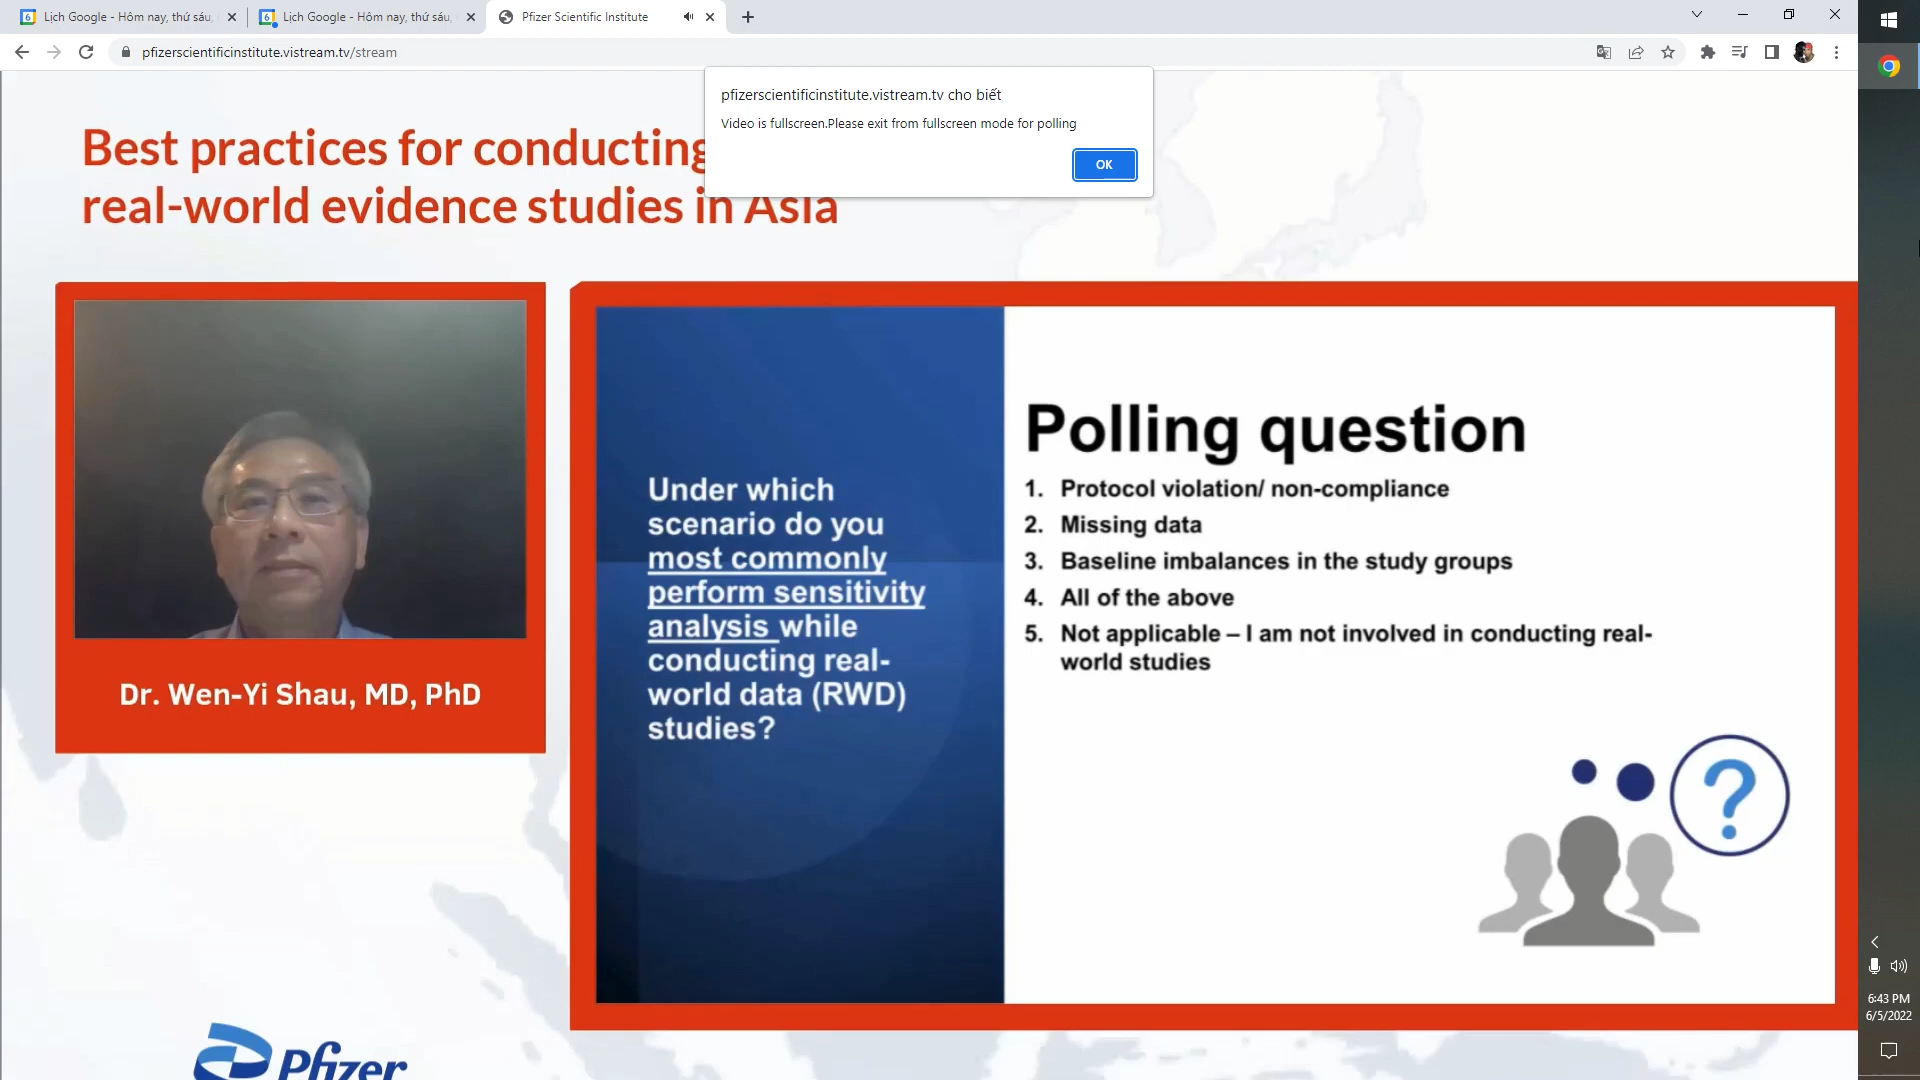 Lịch Google - Hôm nay, thứ sáu,
Lịch Google - Hôm nay, thứ sáu,
Pfizer Scientific Institute
pfizerscientificinstitute.vistream.tv/stream
pfizerscientificinstitute.vistream.tv cho biết
Video is fullscreen.Please exit from fullscreen mode for polling
OK
Best practices for conducting
real-world evidence studies in Asia
Dr. Wen-Yi Shau, MD, PhD
Under which
scenario do you
most commonly
perform sensitivity
analysis while
conducting real-
world data (RWD)
studies?
Polling question
1. Protocol violation/ non-compliance
2. Missing data
3. Baseline imbalances in the study groups
4. All of the above
5. Not applicable – I am not involved in conducting real-
world studies
?
Pfizer
6:43 PM
6/5/2022